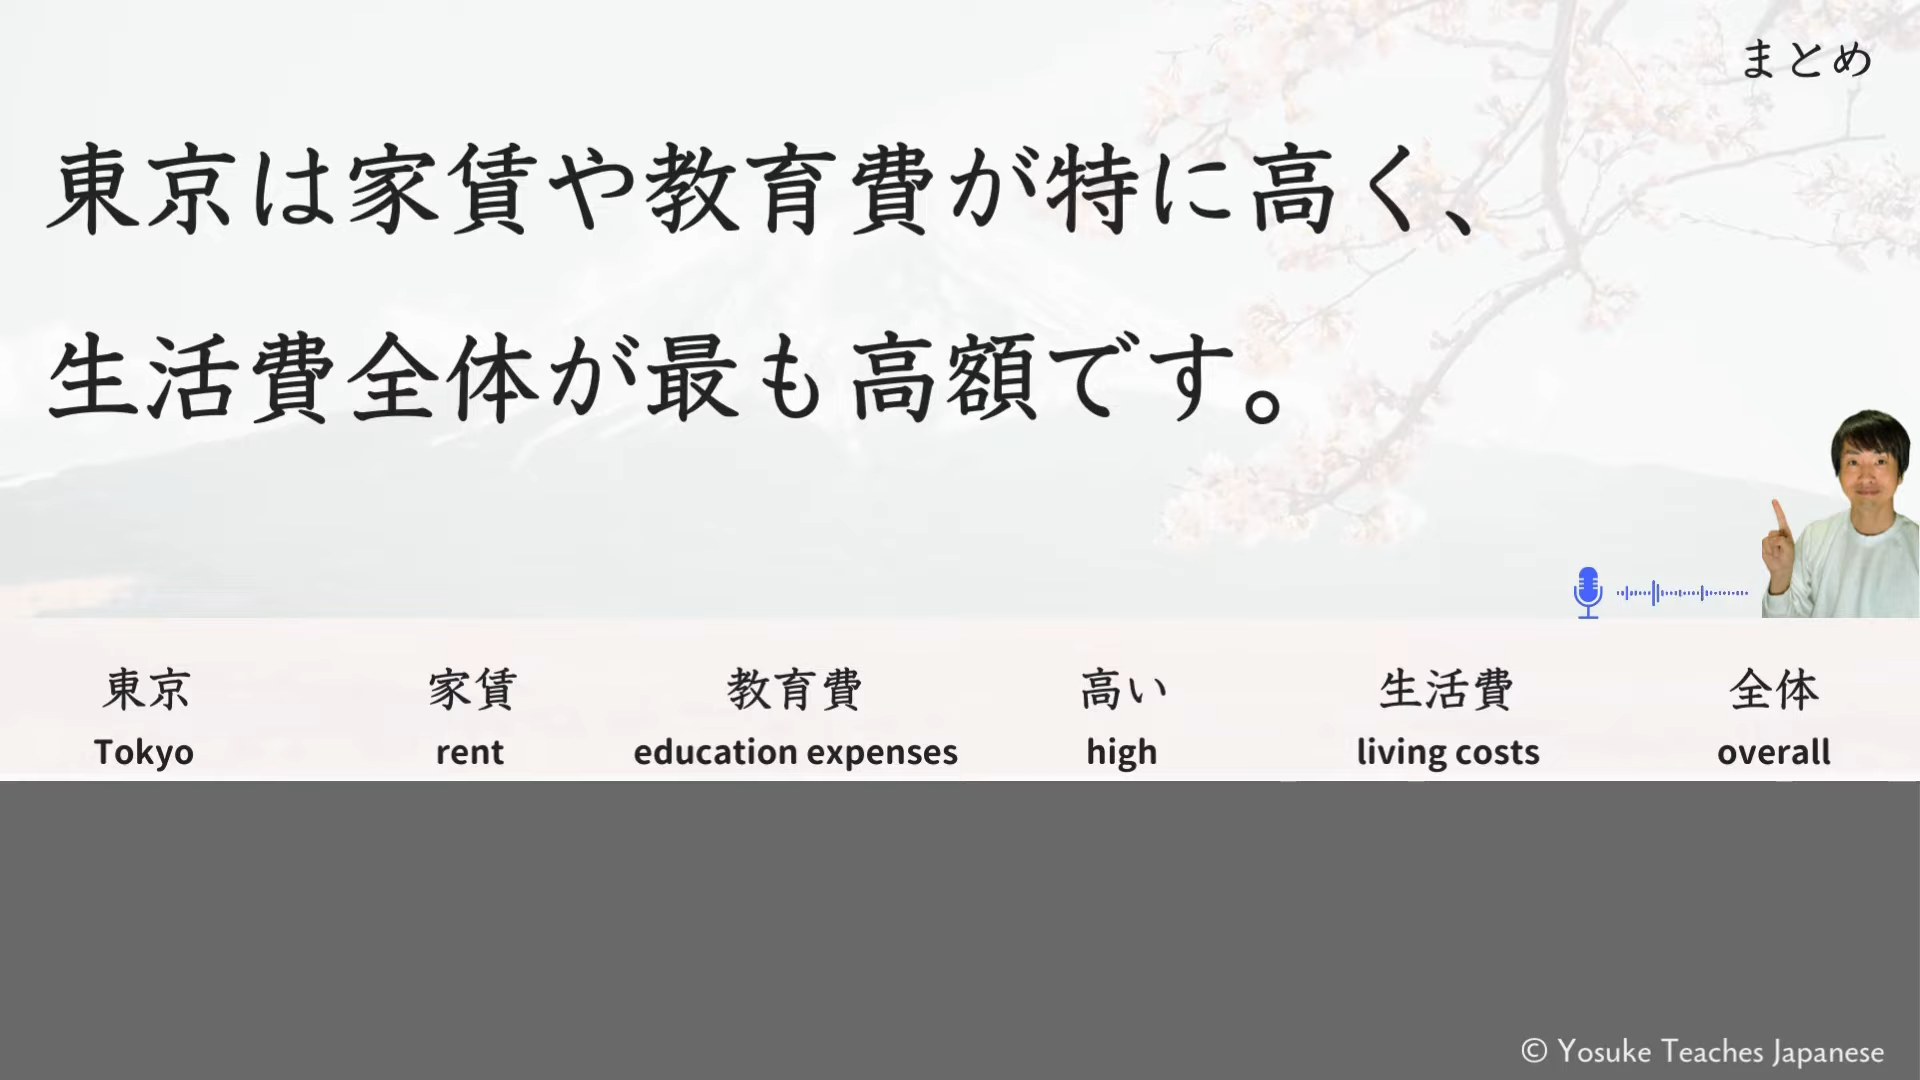 まとめ
東京は家賃や教育費が特に高く、
生活費全体が最も高額です。
東京 家賃 教育費 高い 生活費 全体
Tokyo rent education expenses high living costs overall
© Yosuke Teaches Japanese